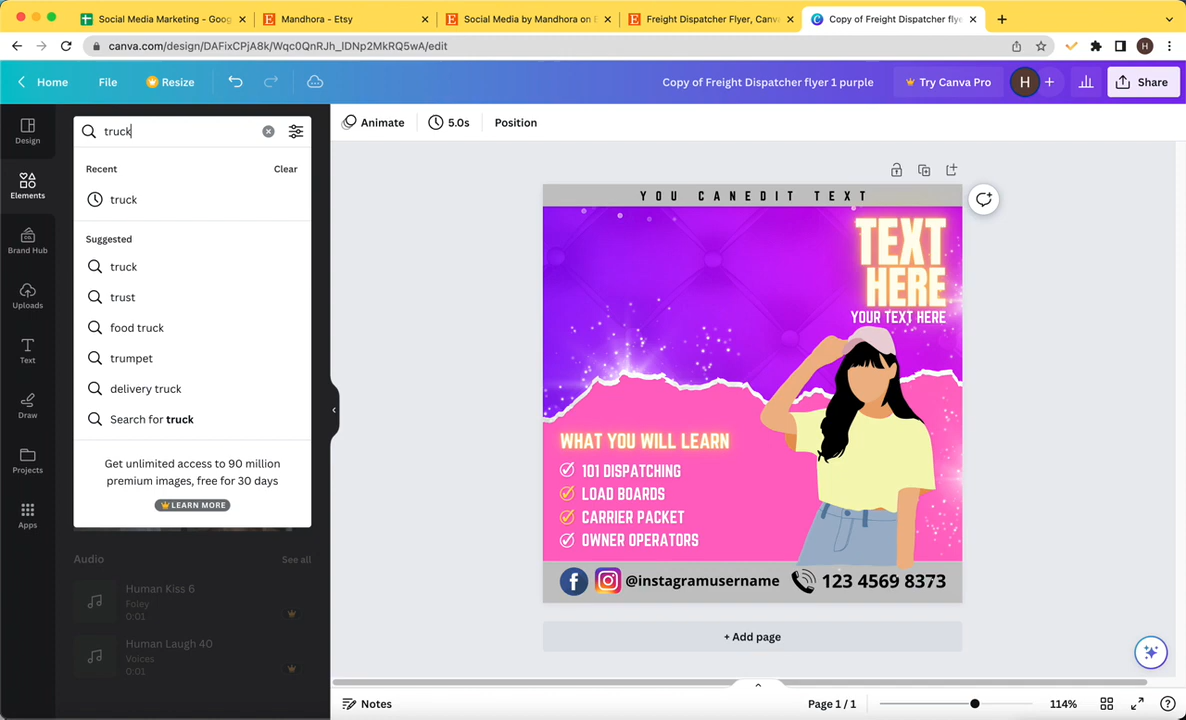 Social Media Marketing - Goog
Mandhora - Etsy
Social Media by Mandhora on E
Freight Dispatcher Flyer, Canva
Copy of Freight Dispatcher flye
canva.com/design/DAFixCPjA8k/Wqc0QnRJh_IDNp2MkRQ5wA/edit
H
Home
File
Resize
Copy of Freight Dispatcher flyer 1 purple
Try Canva Pro
H
Share
Design
Elements
Brand Hub
Uploads
Text
Draw
Projects
Apps
truck
Recent
Clear
truck
Suggested
truck
trust
food truck
trumpet
delivery truck
Search for truck
Get unlimited access to 90 million
premium images, free for 30 days
LEARN MORE
Audio
See all
Human Kiss 6
Foley
0:01
Human Laugh 40
Voices
0:01
Animate
5.0s
Position
YOU CANEDIT TEXT
TEXT
HERE
YOUR TEXT HERE
WHAT YOU WILL LEARN
101 DISPATCHING
LOAD BOARDS
CARRIER PACKET
OWNER OPERATORS
@instagramusername
123 4569 8373
+ Add page
Notes
Page 1 / 1
114%